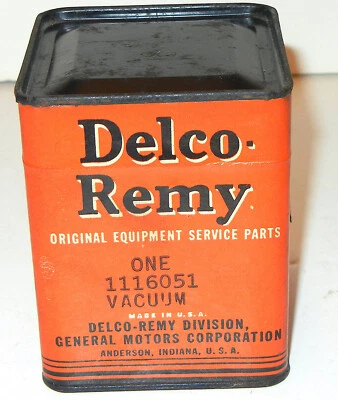 Delco-
Remy.
ORIGINAL EQUIPMENT SERVICE PARTS
ONE
1116051
VACUUM
MADE IN U.S.A.
DELCO-REMY DIVISION,
GENERAL MOTORS CORPORATION
ANDERSON, INDIANA, U. S. A.